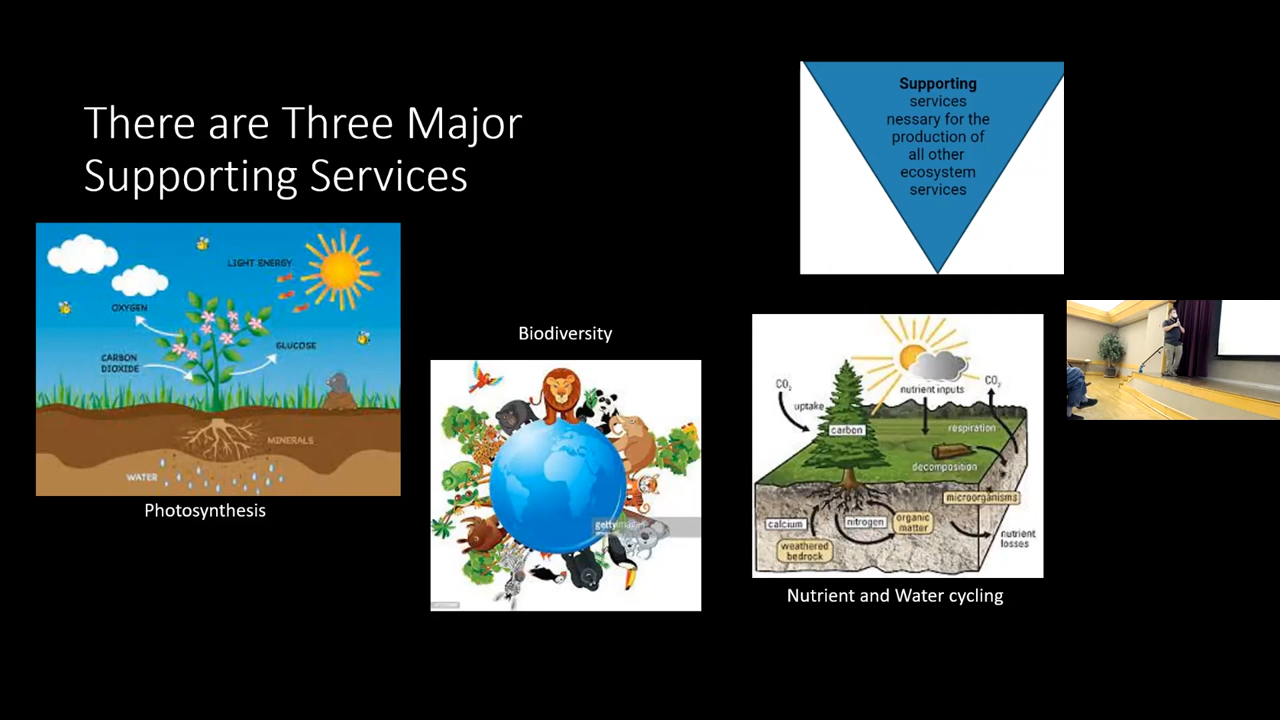 There are Three Major
Supporting Services
Supporting
services
nessary for the
production of
all other
ecosystem
services
LIGHT ENERGY
OXYGEN
GLUCOSE
CARBON
DIOXIDE
MINERALS
WATER
Photosynthesis
Biodiversity
gettyimages
CO2
nutrient inputs
CO2
uptake
carbon
respiration
decomposition
microorganisms
calcium
nitrogen
organic
matter
weathered
bedrock
nutrient
losses
Nutrient and Water cycling